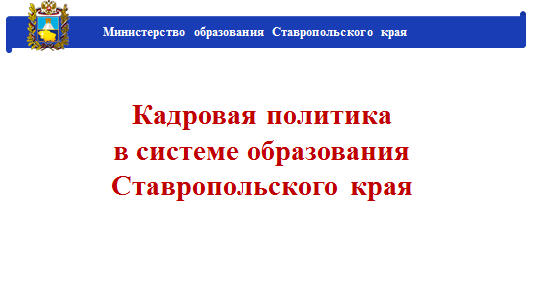 Министерство образования Ставропольского края
Кадровая политика
в системе образования
Ставропольского края